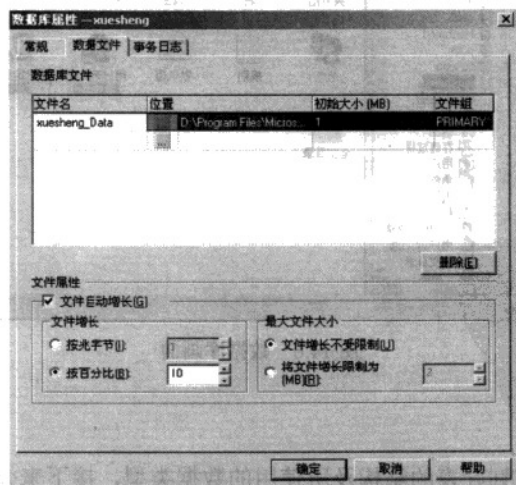 数据库属性 — xuesheng
常规 数据文件 事务日志
数据库文件
文件名 位置 初始大小 (MB) 文件组
xuesheng_Data D:\Program Files\Micros... 1 PRIMARY
...
删除(E)
文件属性
文件自动增长(G)
文件增长 最大文件大小
按兆字节(I): 1 文件增长不受限制(U)
按百分比(B): 10 将文件增长限制为
(MB)(R): 2
确定 取消 帮助